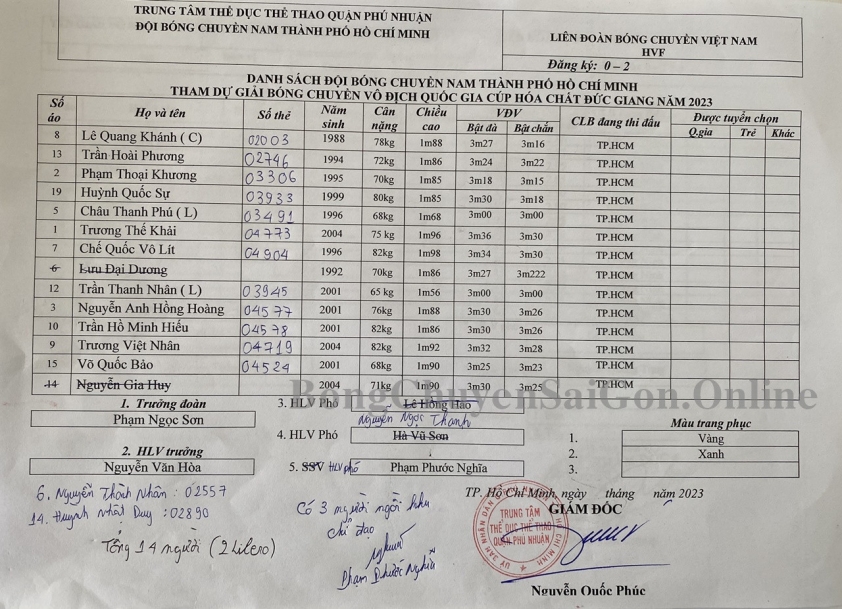 TRUNG TÂM THỂ DỤC THỂ THAO QUẬN PHÚ NHUẬN
ĐỘI BÓNG CHUYỀN NAM THÀNH PHỐ HỒ CHÍ MINH
LIÊN ĐOÀN BÓNG CHUYỀN VIỆT NAM
HVF
Đăng ký: 0 – 2
DANH SÁCH ĐỘI BÓNG CHUYỀN NAM THÀNH PHỐ HỒ CHÍ MINH
THAM DỰ GIẢI BÓNG CHUYỀN VÔ ĐỊCH QUỐC GIA CÚP HÓA CHẤT ĐỨC GIANG NĂM 2023
Số áo Họ và tên Số thẻ Năm sinh Cân nặng Chiều cao VĐV Bật đà Bật chắn CLB đang thi đấu Được tuyển chọn Q.gia Trẻ Khác
8 Lê Quang Khánh ( C ) 02003 1988 78kg 1m88 3m27 3m16 TP.HCM
13 Trần Hoài Phương 02746 1994 72kg 1m86 3m24 3m22 TP.HCM
2 Phạm Thoại Khương 03306 1995 70kg 1m85 3m18 3m15 TP.HCM
19 Huỳnh Quốc Sự 03933 1999 80kg 1m85 3m30 3m18 TP.HCM
5 Châu Thanh Phú ( L ) 03491 1996 68kg 1m68 3m00 3m00 TP.HCM
1 Trương Thế Khải 04773 2004 75 kg 1m96 3m36 3m30 TP.HCM
7 Chế Quốc Vô Lít 04904 1996 82kg 1m98 3m34 3m30 TP.HCM
6 Lưu Đại Dương 1992 70kg 1m86 3m27 3m222 TP.HCM
12 Trần Thanh Nhân ( L ) 03945 2001 65 kg 1m56 3m00 3m00 TP.HCM
3 Nguyễn Anh Hồng Hoàng 04577 2001 76kg 1m88 3m30 3m26 TP.HCM
10 Trần Hồ Minh Hiếu 04578 2001 82kg 1m86 3m30 3m26 TP.HCM
9 Trương Việt Nhân 04719 2004 82kg 1m92 3m32 3m28 TP.HCM
15 Võ Quốc Bảo 04524 2001 68kg 1m90 3m25 3m23 TP.HCM
14 Nguyễn Gia Huy 2004 71kg 1m90 3m30 3m25 TP.HCM
BongChuyenSaiGon.Online
1. Trưởng đoàn 3. HLV Phó Lê Hồng Hảo
Phạm Ngọc Sơn Nguyễn Ngọc Thanh Màu trang phục
4. HLV Phó Hà Vũ Sơn 1. Vàng
2. HLV trưởng 2. Xanh
Nguyễn Văn Hòa 5. SSV HLV phó Phạm Phước Nghĩa 3.
TP. Hồ Chí Minh, ngày tháng năm 2023
GIÁM ĐỐC
6. Nguyễn Thành Nhân : 02557
14. Huỳnh Nhật Duy : 02890
Tổng 14 người (2 Libero)
Có 3 người ngồi khu
chỉ đạo
Phạm Phước Nghĩa
ỦY BAN NHÂN DÂN
TRUNG TÂM
THỂ DỤC THỂ THAO
QUẬN PHÚ NHUẬN
Nguyễn Quốc Phúc